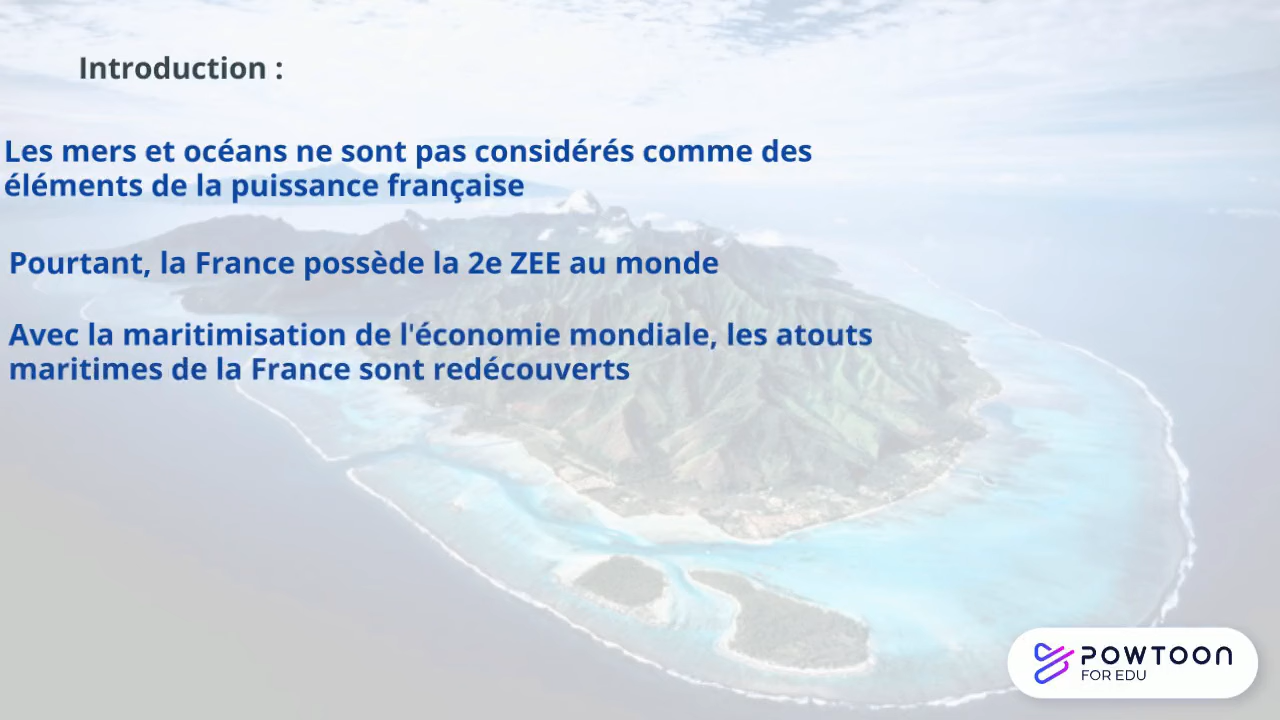 Introduction :
Les mers et océans ne sont pas considérés comme des
éléments de la puissance française
Pourtant, la France possède la 2e ZEE au monde
Avec la maritimisation de l'économie mondiale, les atouts
maritimes de la France sont redécouverts
POWTOON
FOR EDU